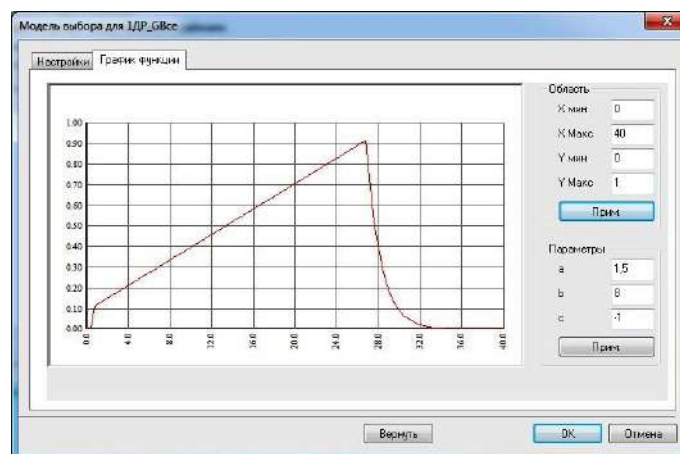 Модель выбора для 1ДР_GBce
Настройки
График функции
1.00
0.90
0.80
0.70
0.60
0.50
0.40
0.30
0.20
0.10
0.00
0.0 4.0 8.0 12.0 16.0 20.0 24.0 28.0 32.0 36.0 40.0
Область
X мин 0
X Макс 40
Y мин 0
Y Макс 1
Прим.
Параметры
a 1,5
b 8
c -1
Прим.
Вернуть
OK
Отмена